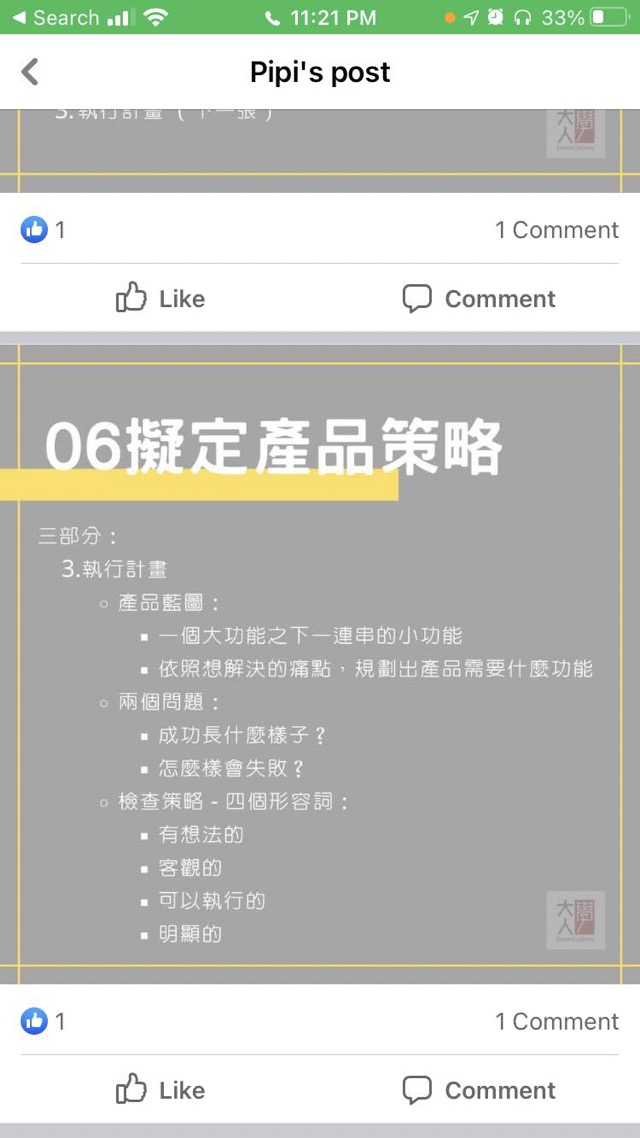 Search
11:21 PM
33%
Pipi's post
3.執行計畫（下一張）
大學
人
1
1 Comment
Like
Comment
06擬定產品策略
三部分：
3.執行計畫
產品藍圖：
一個大功能之下一連串的小功能
依照想解決的痛點，規劃出產品需要什麼功能
兩個問題：
成功長什麼樣子？
怎麼樣會失敗？
檢查策略 - 四個形容詞：
有想法的
客觀的
可以執行的
明顯的
大學
人
1
1 Comment
Like
Comment